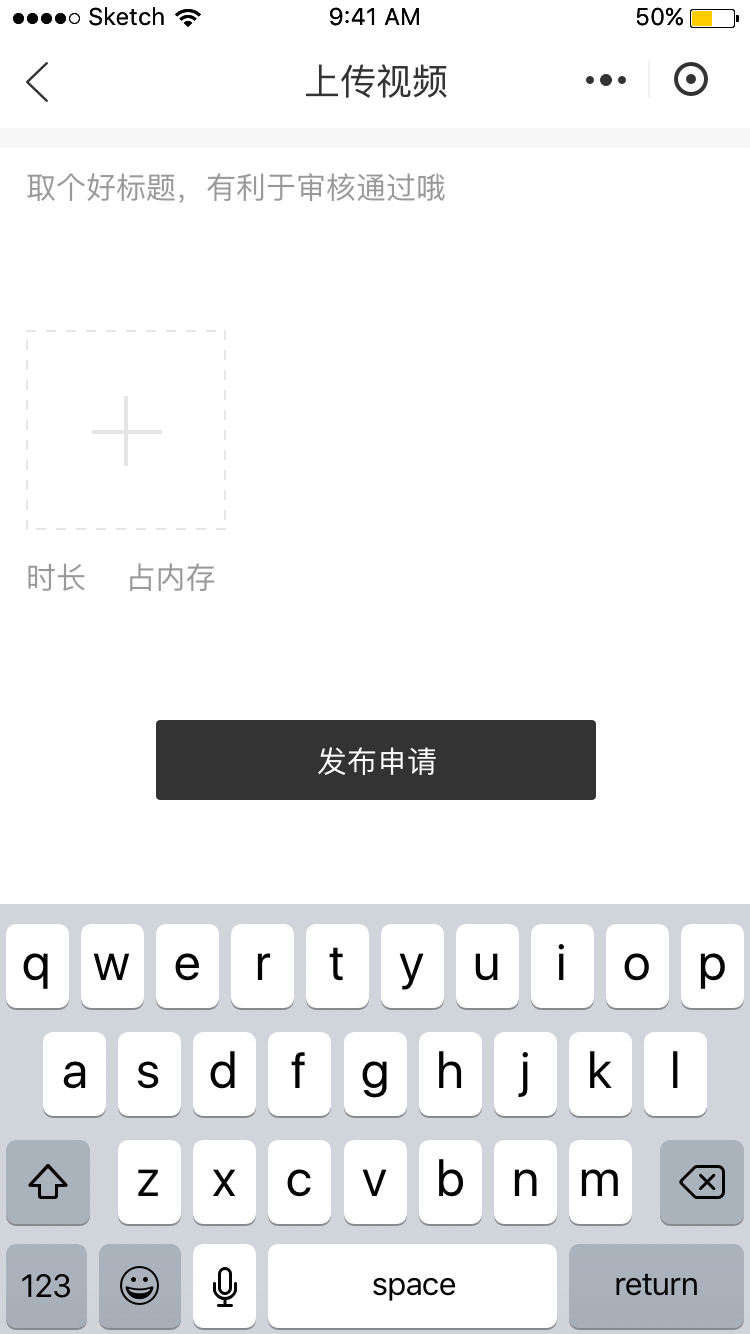 Sketch 9:41 AM 50%
上传视频
取个好标题，有利于审核通过哦
时长 占内存
发布申请
q w e r t y u i o p
a s d f g h j k l
z x c v b n m
123 space return